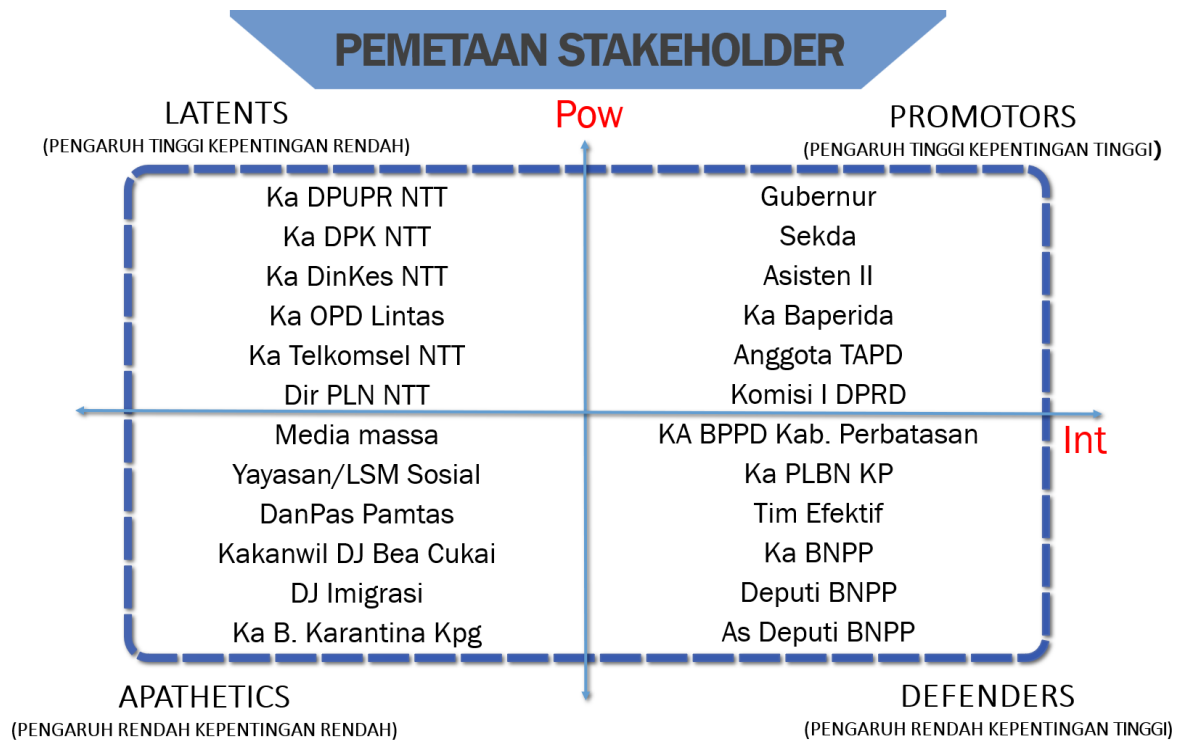 PEMETAAN STAKEHOLDER
LATENTS
(PENGARUH TINGGI KEPENTINGAN RENDAH)
Pow
PROMOTORS
(PENGARUH TINGGI KEPENTINGAN TINGGI)
Ka DPUPR NTT
Ka DPK NTT
Ka DinKes NTT
Ka OPD Lintas
Ka Telkomsel NTT
Dir PLN NTT
Gubernur
Sekda
Asisten II
Ka Baperida
Anggota TAPD
Komisi I DPRD
Int
Media massa
Yayasan/LSM Sosial
DanPas Pamtas
Kakanwil DJ Bea Cukai
DJ Imigrasi
Ka B. Karantina Kpg
KA BPPD Kab. Perbatasan
Ka PLBN KP
Tim Efektif
Ka BNPP
Deputi BNPP
As Deputi BNPP
APATHETICS
(PENGARUH RENDAH KEPENTINGAN RENDAH)
DEFENDERS
(PENGARUH RENDAH KEPENTINGAN TINGGI)